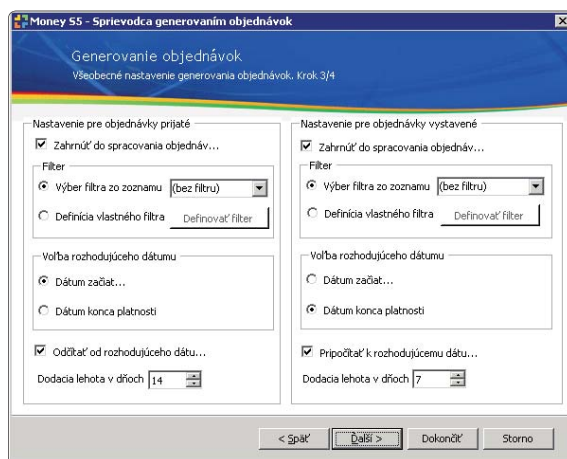 Money S5 - Sprievodca generovaním objednávok
Generovanie objednávok
Všeobecné nastavenie generovania objednávok. Krok 3/4
Nastavenie pre objednávky prijaté
Zahrnúť do spracovania objednáv...
Filter
Výber filtra zo zoznamu (bez filtru)
Definícia vlastného filtra Definovať filter
Voľba rozhodujúceho dátumu
Dátum začiat...
Dátum konca platnosti
Odčítať od rozhodujúceho dátu...
Dodacia lehota v dňoch 14
Nastavenie pre objednávky vystavené
Zahrnúť do spracovania objednáv...
Filter
Výber filtra zo zoznamu (bez filtru)
Definícia vlastného filtra Definovať filter
Voľba rozhodujúceho dátumu
Dátum začiat...
Dátum konca platnosti
Pripočítať k rozhodujúcemu dátu...
Dodacia lehota v dňoch 7
< Späť Ďalší > Dokončiť Storno